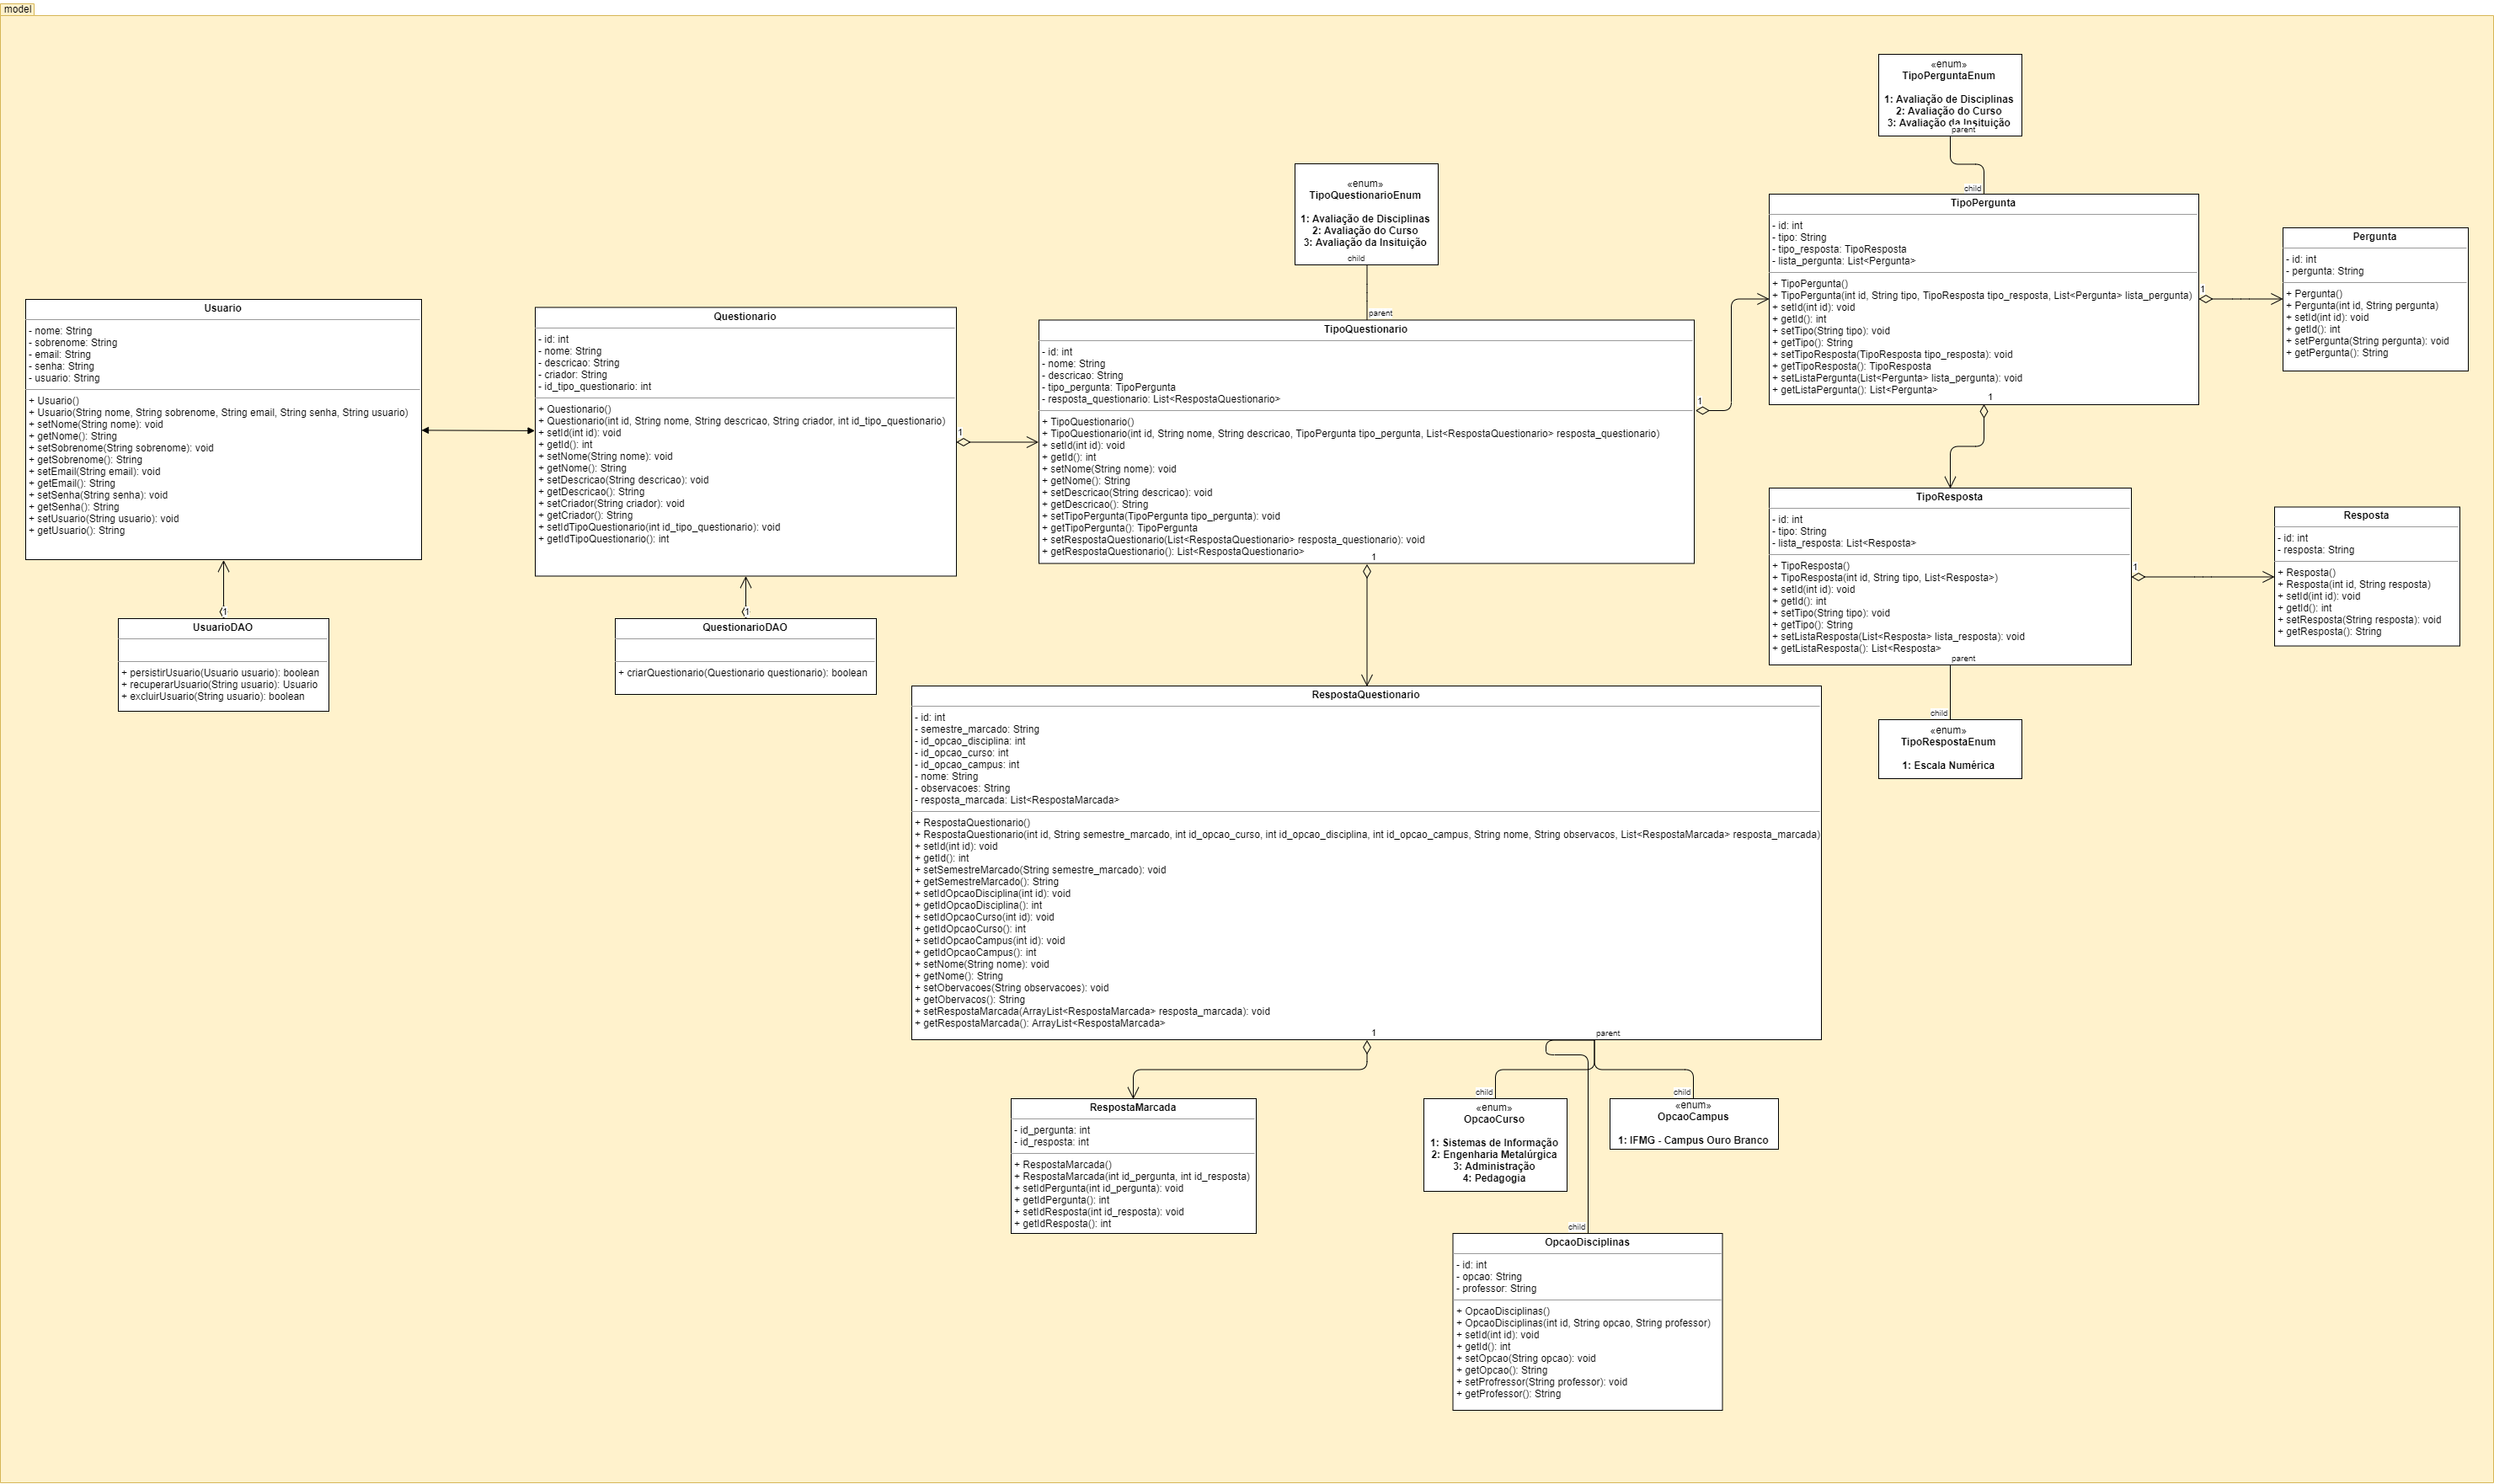 model
«enum»
TipoPerguntaEnum
1: Avaliação de Disciplinas
2: Avaliação do Curso
3: Avaliação da Insituição
parent
child
«enum»
TipoQuestionarioEnum
1: Avaliação de Disciplinas
2: Avaliação do Curso
3: Avaliação da Insituição
child
parent
Usuario
- nome: String
- sobrenome: String
- email: String
- senha: String
- usuario: String
+ Usuario()
+ Usuario(String nome, String sobrenome, String email, String senha, String usuario)
+ setNome(String nome): void
+ getNome(): String
+ setSobrenome(String sobrenome): void
+ getSobrenome(): String
+ setEmail(String email): void
+ getEmail(): String
+ setSenha(String senha): void
+ getSenha(): String
+ setUsuario(String usuario): void
+ getUsuario(): String
1
UsuarioDAO
+ persistirUsuario(Usuario usuario): boolean
+ recuperarUsuario(String usuario): Usuario
+ excluirUsuario(String usuario): boolean
Questionario
- id: int
- nome: String
- descricao: String
- criador: String
- id_tipo_questionario: int
+ Questionario()
+ Questionario(int id, String nome, String descricao, String criador, int id_tipo_questionario)
+ setId(int id): void
+ getId(): int
+ setNome(String nome): void
+ getNome(): String
+ setDescricao(String descricao): void
+ getDescricao(): String
+ setCriador(String criador): void
+ getCriador(): String
+ setIdTipoQuestionario(int id_tipo_questionario): void
+ getIdTipoQuestionario(): int
1
1
QuestionarioDAO
+ criarQuestionario(Questionario questionario): boolean
TipoQuestionario
- id: int
- nome: String
- descricao: String
- tipo_pergunta: TipoPergunta
- resposta_questionario: List<RespostaQuestionario>
+ TipoQuestionario()
+ TipoQuestionario(int id, String nome, String descricao, TipoPergunta tipo_pergunta, List<RespostaQuestionario> resposta_questionario)
+ setId(int id): void
+ getId(): int
+ setNome(String nome): void
+ getNome(): String
+ setDescricao(String descricao): void
+ getDescricao(): String
+ setTipoPergunta(TipoPergunta tipo_pergunta): void
+ getTipoPergunta(): TipoPergunta
+ setRespostaQuestionario(List<RespostaQuestionario> resposta_questionario): void
+ getRespostaQuestionario(): List<RespostaQuestionario>
1
1
TipoPergunta
- id: int
- tipo: String
- tipo_resposta: TipoResposta
- lista_pergunta: List<Pergunta>
+ TipoPergunta()
+ TipoPergunta(int id, String tipo, TipoResposta tipo_resposta, List<Pergunta> lista_pergunta)
+ setId(int id): void
+ getId(): int
+ setTipo(String tipo): void
+ getTipo(): String
+ setTipoResposta(TipoResposta tipo_resposta): void
+ getTipoResposta(): TipoResposta
+ setListaPergunta(List<Pergunta> lista_pergunta): void
+ getListaPergunta(): List<Pergunta>
1
1
Pergunta
- id: int
- pergunta: String
+ Pergunta()
+ Pergunta(int id, String pergunta)
+ setId(int id): void
+ getId(): int
+ setPergunta(String pergunta): void
+ getPergunta(): String
TipoResposta
- id: int
- tipo: String
- lista_resposta: List<Resposta>
+ TipoResposta()
+ TipoResposta(int id, String tipo, List<Resposta>)
+ setId(int id): void
+ getId(): int
+ setTipo(String tipo): void
+ getTipo(): String
+ setListaResposta(List<Resposta> lista_resposta): void
+ getListaResposta(): List<Resposta>
parent
1
Resposta
- id: int
- resposta: String
+ Resposta()
+ Resposta(int id, String resposta)
+ setId(int id): void
+ getId(): int
+ setResposta(String resposta): void
+ getResposta(): String
child
«enum»
TipoRespostaEnum
1: Escala Numérica
RespostaQuestionario
- id: int
- semestre_marcado: String
- id_opcao_disciplina: int
- id_opcao_curso: int
- id_opcao_campus: int
- nome: String
- observacoes: String
- resposta_marcada: List<RespostaMarcada>
+ RespostaQuestionario()
+ RespostaQuestionario(int id, String semestre_marcado, int id_opcao_curso, int id_opcao_disciplina, int id_opcao_campus, String nome, String observacos, List<RespostaMarcada> resposta_marcada)
+ setId(int id): void
+ getId(): int
+ setSemestreMarcado(String semestre_marcado): void
+ getSemestreMarcado(): String
+ setIdOpcaoDisciplina(int id): void
+ getIdOpcaoDisciplina(): int
+ setIdOpcaoCurso(int id): void
+ getIdOpcaoCurso(): int
+ setIdOpcaoCampus(int id): void
+ getIdOpcaoCampus(): int
+ setNome(String nome): void
+ getNome(): String
+ setObervacoes(String observacoes): void
+ getObervacos(): String
+ setRespostaMarcada(ArrayList<RespostaMarcada> resposta_marcada): void
+ getRespostaMarcada(): ArrayList<RespostaMarcada>
1
parent
RespostaMarcada
- id_pergunta: int
- id_resposta: int
+ RespostaMarcada()
+ RespostaMarcada(int id_pergunta, int id_resposta)
+ setIdPergunta(int id_pergunta): void
+ getIdPergunta(): int
+ setIdResposta(int id_resposta): void
+ getIdResposta(): int
child
«enum»
OpcaoCurso
1: Sistemas de Informação
2: Engenharia Metalúrgica
3: Administração
4: Pedagogia
child
«enum»
OpcaoCampus
1: IFMG - Campus Ouro Branco
child
OpcaoDisciplinas
- id: int
- opcao: String
- professor: String
+ OpcaoDisciplinas()
+ OpcaoDisciplinas(int id, String opcao, String professor)
+ setId(int id): void
+ getId(): int
+ setOpcao(String opcao): void
+ getOpcao(): String
+ setProfressor(String professor): void
+ getProfessor(): String